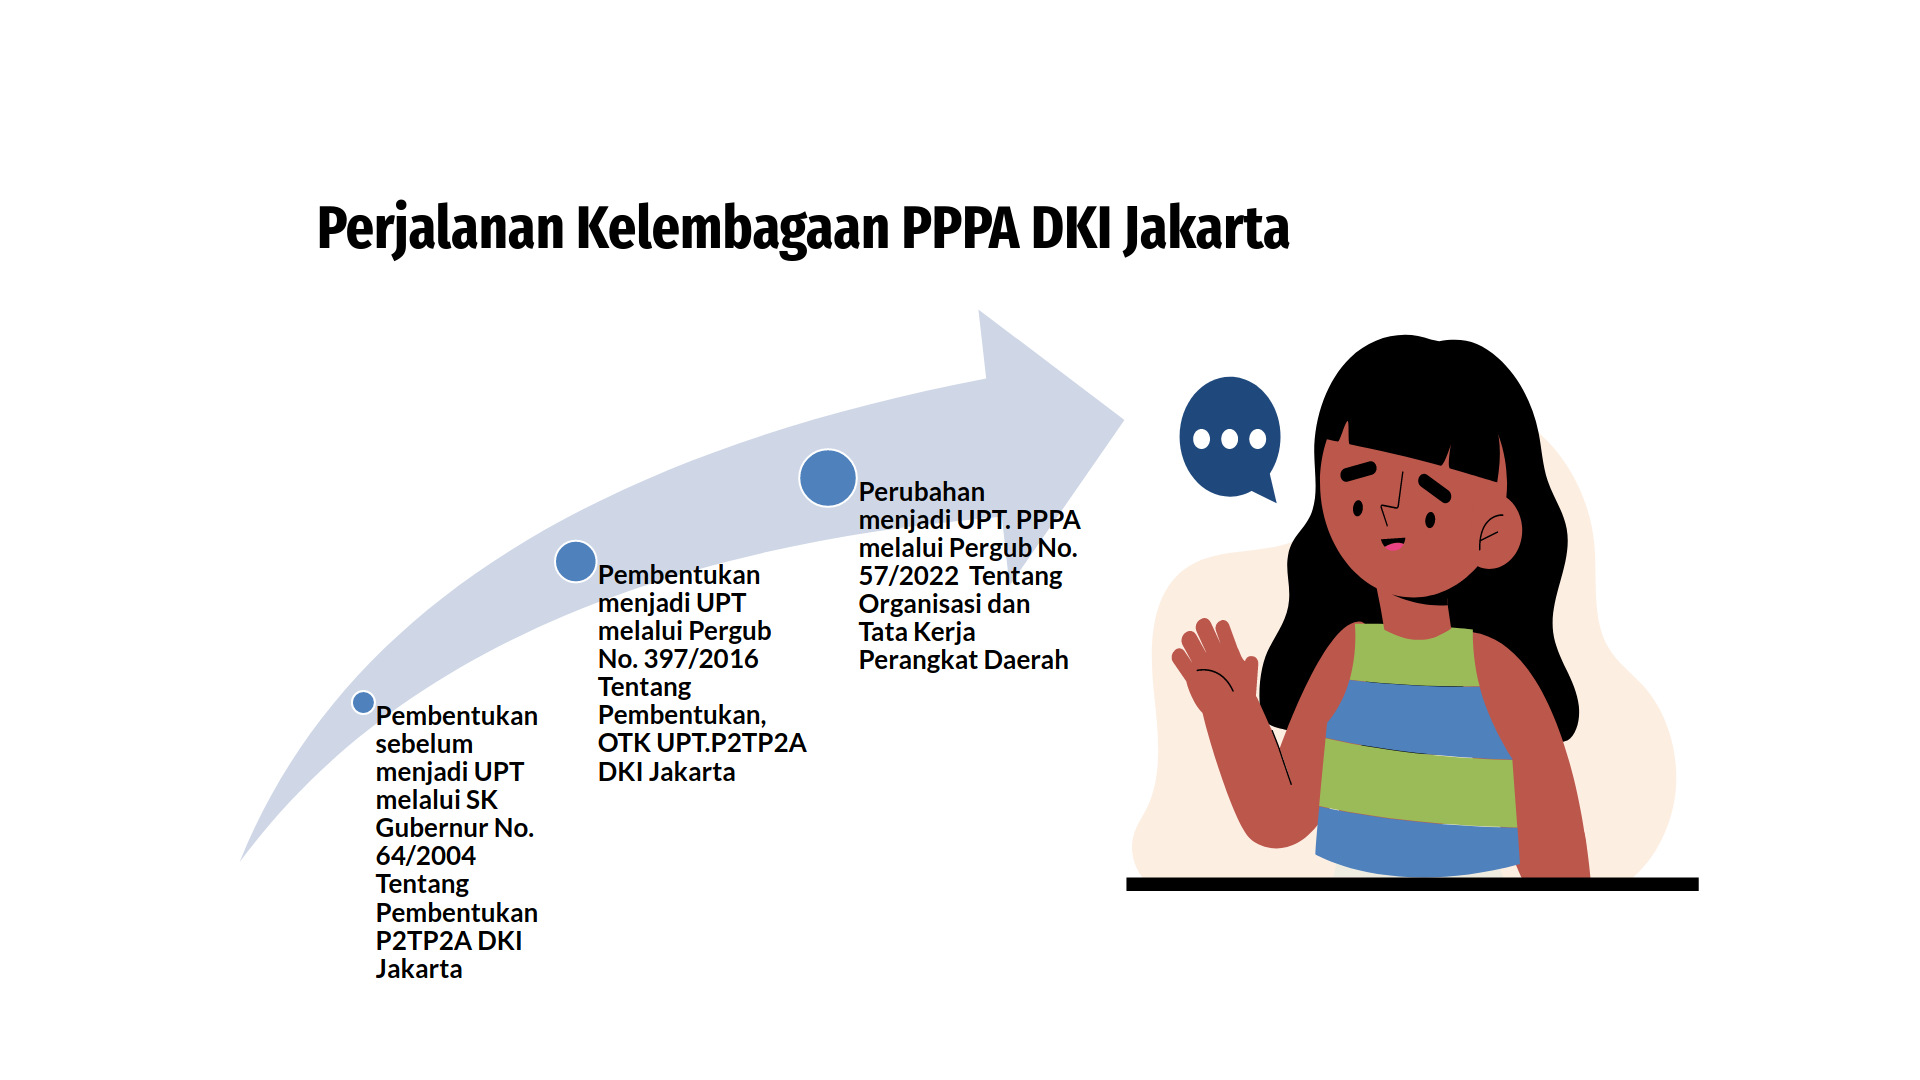 Perjalanan Kelembagaan PPPA DKI Jakarta
Pembentukan
sebelum
menjadi UPT
melalui SK
Gubernur No.
64/2004
Tentang
Pembentukan
P2TP2A DKI
Jakarta
Pembentukan
menjadi UPT
melalui Pergub
No. 397/2016
Tentang
Pembentukan,
OTK UPT.P2TP2A
DKI Jakarta
Perubahan
menjadi UPT. PPPA
melalui Pergub No.
57/2022  Tentang
Organisasi dan
Tata Kerja
Perangkat Daerah